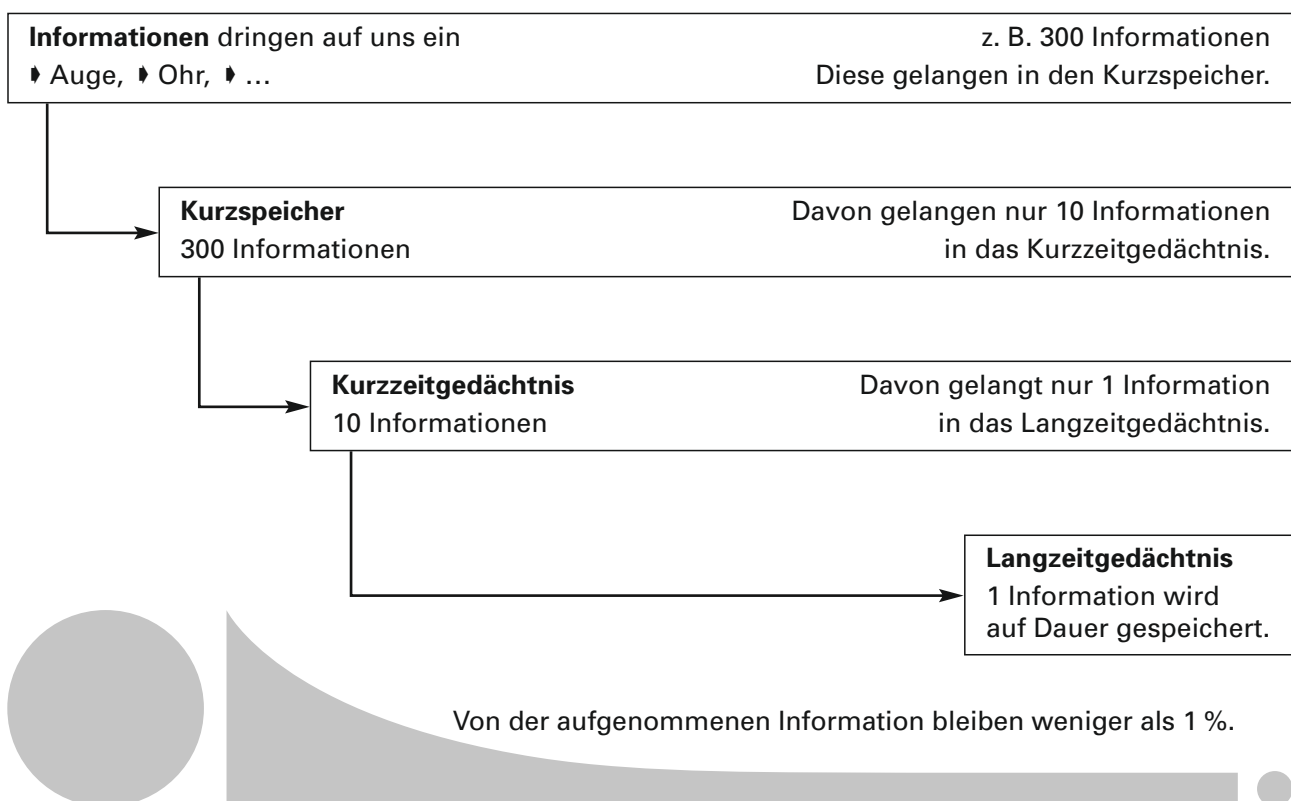 Informationen dringen auf uns ein
z. B. 300 Informationen
➧ Auge, ➧ Ohr, ➧ ...
Diese gelangen in den Kurzspeicher.
Kurzspeicher
Davon gelangen nur 10 Informationen
300 Informationen
in das Kurzzeitgedächtnis.
Kurzzeitgedächtnis
Davon gelangt nur 1 Information
10 Informationen
in das Langzeitgedächtnis.
Langzeitgedächtnis
1 Information wird
auf Dauer gespeichert.
Von der aufgenommenen Information bleiben weniger als 1 %.